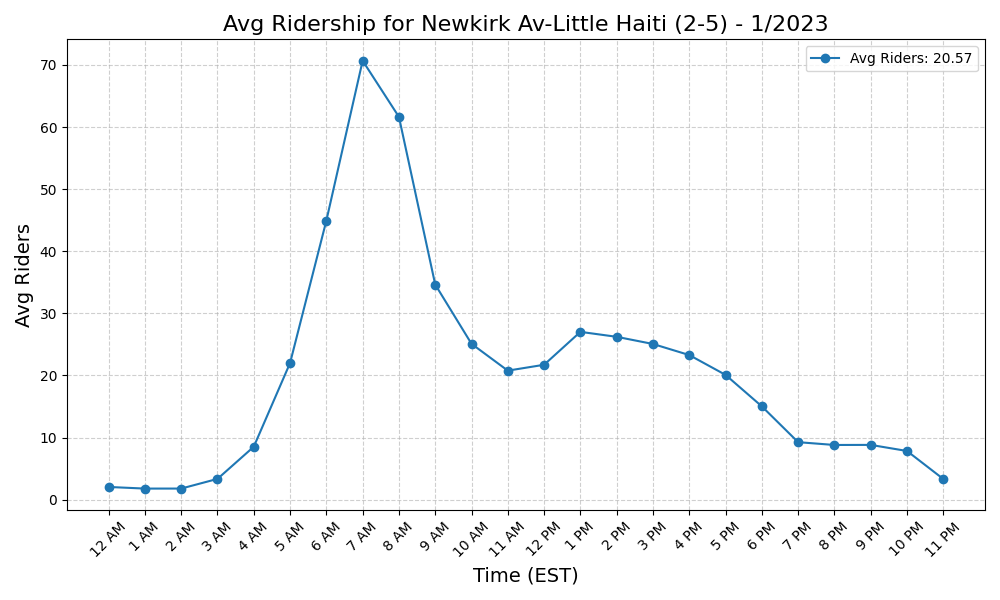 Avg Ridership for Newkirk Av-Little Haiti (2-5) - 1/2023
Avg Riders: 20.57
Avg Riders
70
60
50
40
30
20
10
0
12 AM
1 AM
2 AM
3 AM
4 AM
5 AM
6 AM
7 AM
8 AM
9 AM
10 AM
11 AM
12 PM
1 PM
2 PM
3 PM
4 PM
5 PM
6 PM
7 PM
8 PM
9 PM
10 PM
11 PM
Time (EST)